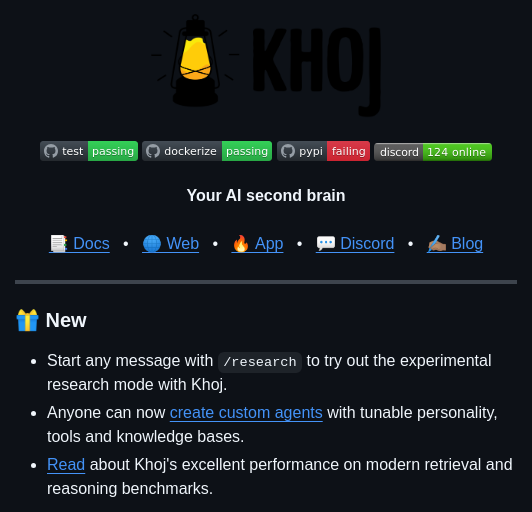 KHOJ
test passing dockerize passing pypi failing discord 124 online
Your AI second brain
📑 Docs • 🌐 Web • 🔥 App • 💬 Discord • ✍🏽 Blog
🎁 New
• Start any message with /research to try out the experimental
research mode with Khoj.
• Anyone can now create custom agents with tunable personality,
tools and knowledge bases.
• Read about Khoj's excellent performance on modern retrieval and
reasoning benchmarks.